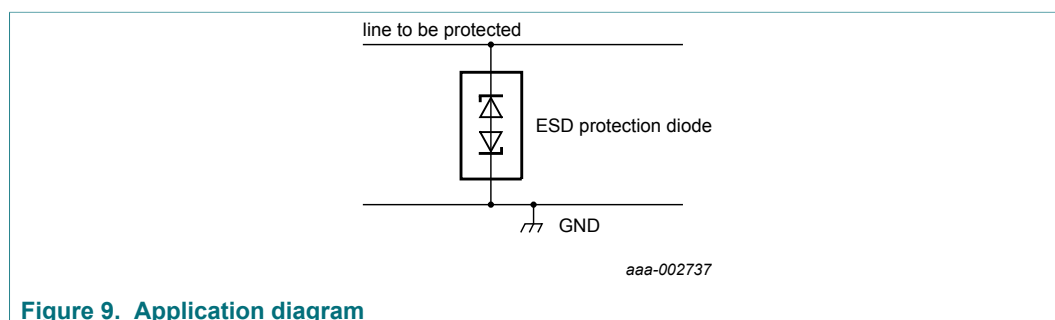 line to be protected
ESD protection diode
GND
aaa-002737
Figure 9. Application diagram